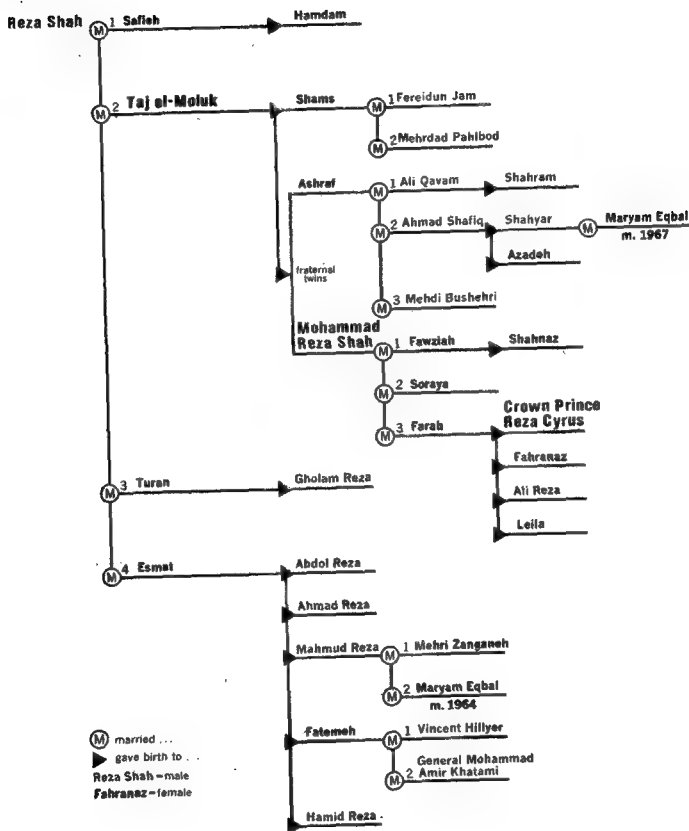 Reza Shah
M 1 Safieh
Hamdam
M 2 Taj el-Moluk
Shams
M 1 Fereidun Jam
M 2 Mehrdad Pahlbod
Ashraf
M 1 Ali Qavam
Shahram
M 2 Ahmad Shafiq
Shahyar
M Maryam Eqbal
m. 1967
Azadeh
fraternal
twins
M 3 Mehdi Bushehri
Mohammad
Reza Shah
M 1 Fawziah
Shahnaz
M 2 Soraya
M 3 Farah
Crown Prince
Reza Cyrus
Fahranaz
Ali Reza
Leila
M 3 Turan
Gholam Reza
M 4 Esmat
Abdol Reza
Ahmad Reza
Mahmud Reza
M 1 Mehri Zanganeh
M 2 Maryam Eqbal
m. 1964
Fatemeh
M 1 Vincent Hillyer
General Mohammad
M 2 Amir Khatami
Hamid Reza
M married ...
gave birth to . .
Reza Shah - male
Fahranaz - female